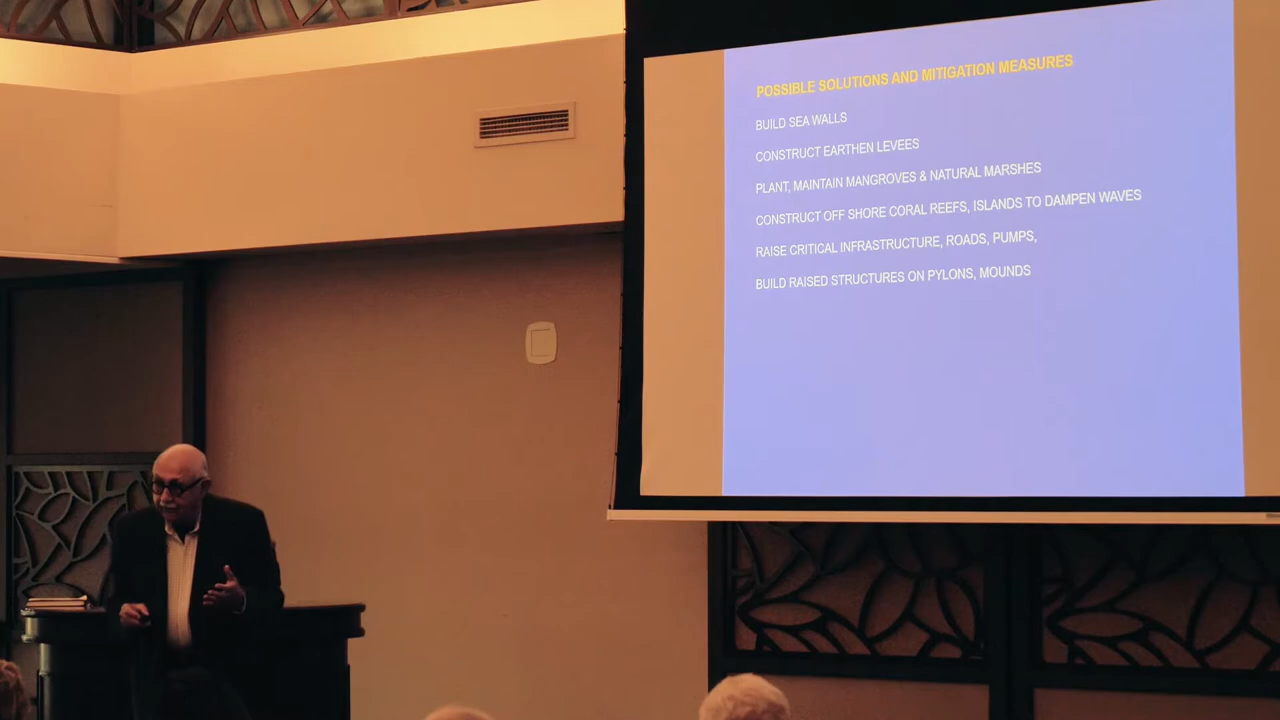 POSSIBLE SOLUTIONS AND MITIGATION MEASURES
BUILD SEA WALLS
CONSTRUCT EARTHEN LEVEES
PLANT, MAINTAIN MANGROVES & NATURAL MARSHES
CONSTRUCT OFF SHORE CORAL REEFS, ISLANDS TO DAMPEN WAVES
RAISE CRITICAL INFRASTRUCTURE, ROADS, PUMPS,
BUILD RAISED STRUCTURES ON PYLONS, MOUNDS